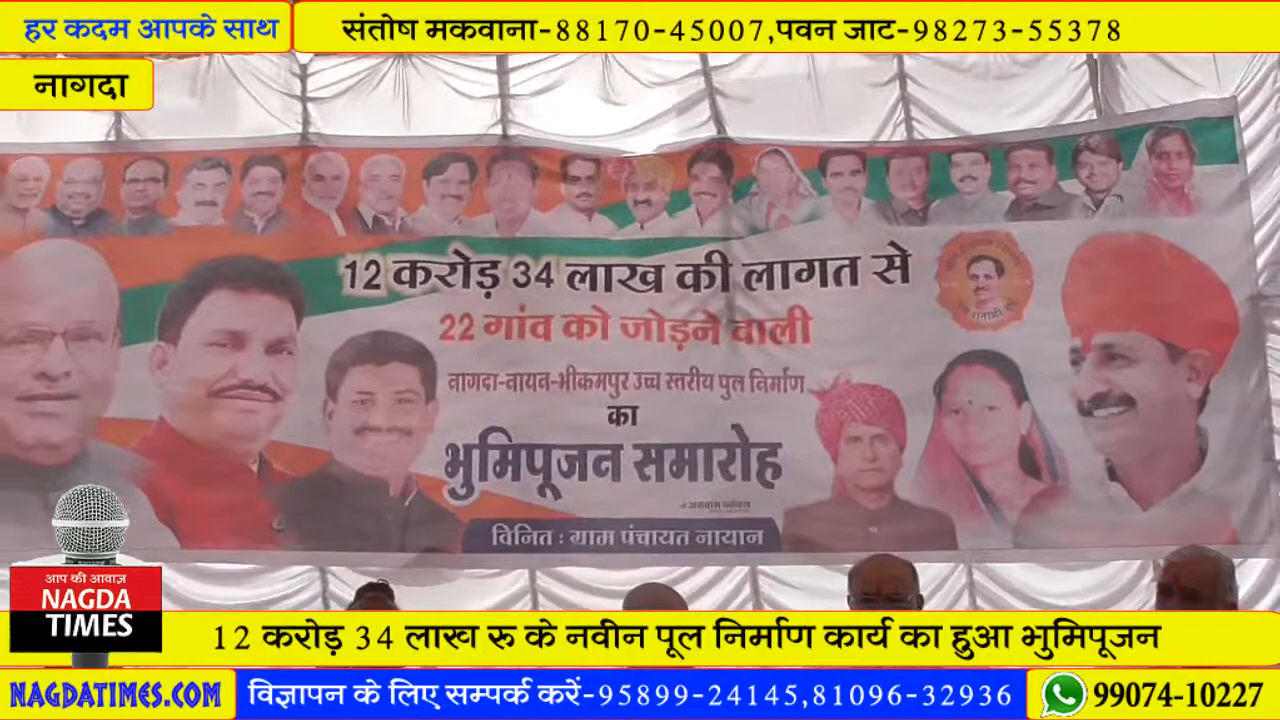 हर कदम आपके साथ
संतोष मकवाना-88170-45007,पवन जाट-98273-55378
नागदा
12 करोड़ 34 लाख की लागत से
22 गांव को जोड़ने वाली
नागदा-नायन-भीकमपुर उच्च स्तरीय पुल निर्माण
का
भुमिपूजन समारोह
विनित : ग्राम पंचायत नायान
आप की आवाज़
NAGDA
TIMES
12 करोड़ 34 लाख रु के नवीन पूल निर्माण कार्य का हुआ भुमिपूजन
NAGDATIMES.COM
विज्ञापन के लिए सम्पर्क करें-95899-24145,81096-32936
99074-10227